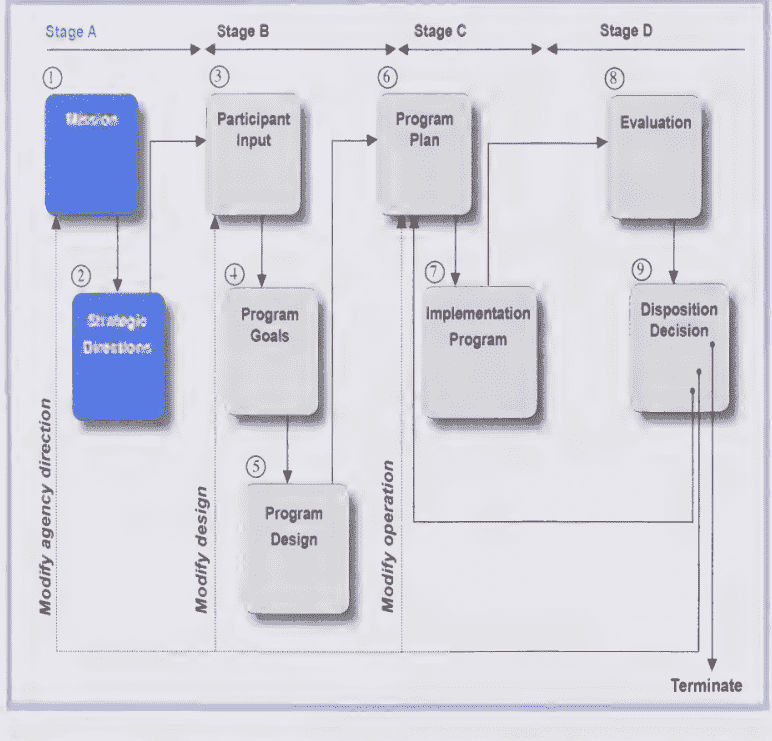 Stage A
Stage B
Stage C
Stage D
1
Mission
2
Strategic
Directions
3
Participant
Input
4
Program
Goals
5
Program
Design
6
Program
Plan
7
Implementation
Program
8
Evaluation
9
Disposition
Decision
Modify agency direction
Modify design
Modify operation
Terminate